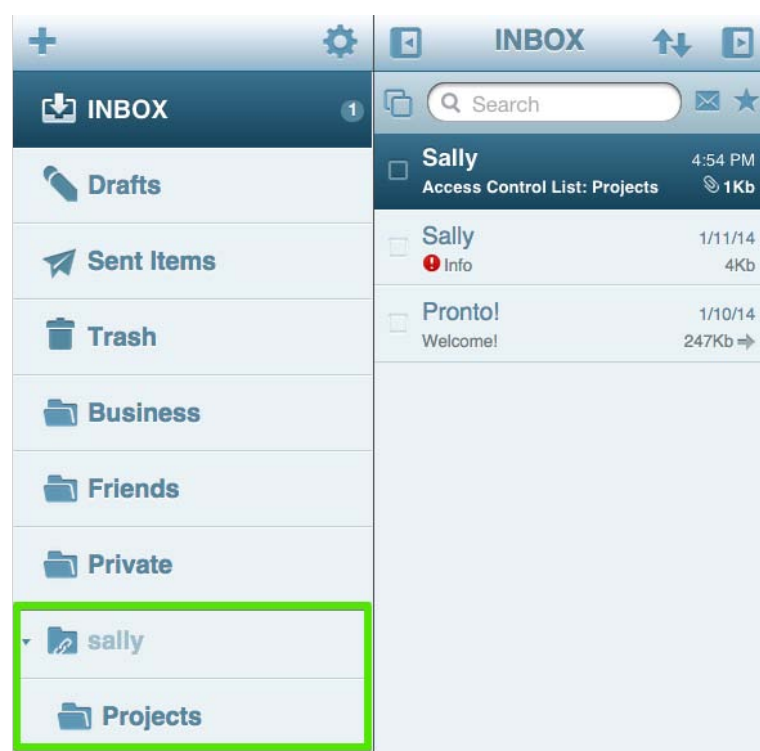 INBOX
1
Drafts
Sent Items
Trash
Business
Friends
Private
sally
Projects
INBOX
Search
Sally 4:54 PM
Access Control List: Projects 1Kb
Sally 1/11/14
Info 4Kb
Pronto! 1/10/14
Welcome! 247Kb